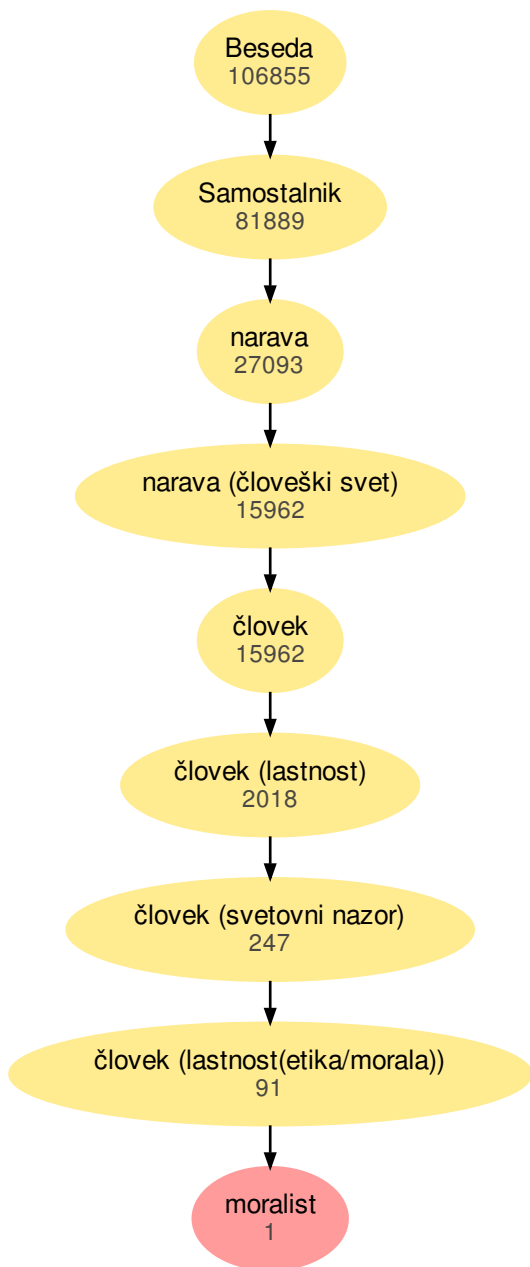 Beseda
106855
Samostalnik
81889
narava
27093
narava (človeški svet)
15962
človek
15962
človek (lastnost)
2018
človek (svetovni nazor)
247
človek (lastnost(etika/morala))
91
moralist
1